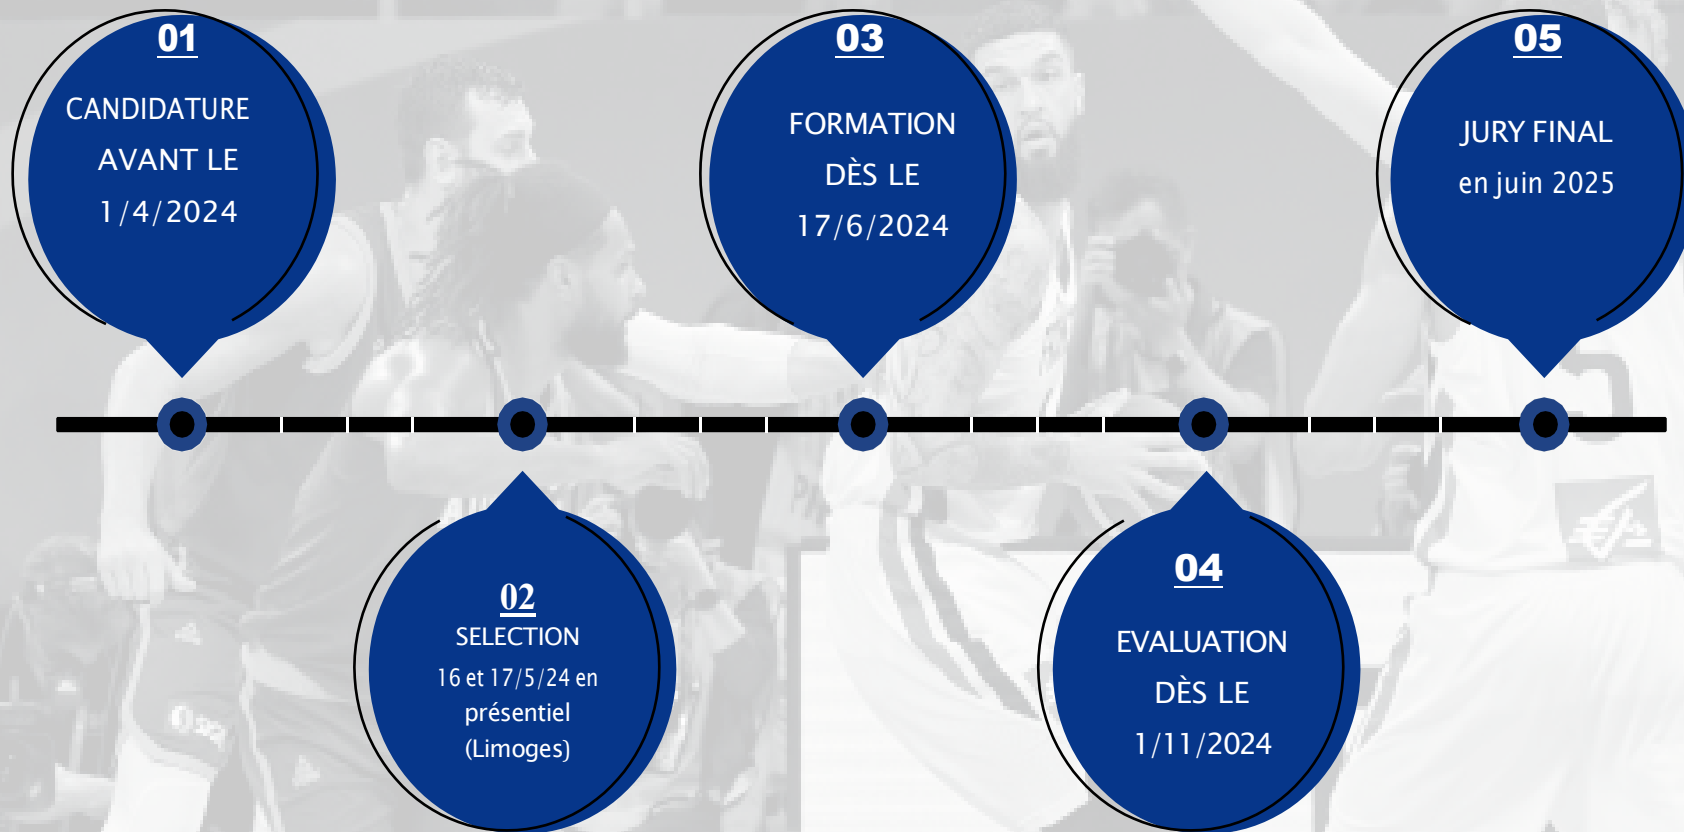 01
CANDIDATURE
AVANT LE
1/4/2024
02
SELECTION
16 et 17/5/24 en
présentiel
(Limoges)
03
FORMATION
DÈS LE
17/6/2024
04
EVALUATION
DÈS LE
1/11/2024
05
JURY FINAL
en juin 2025